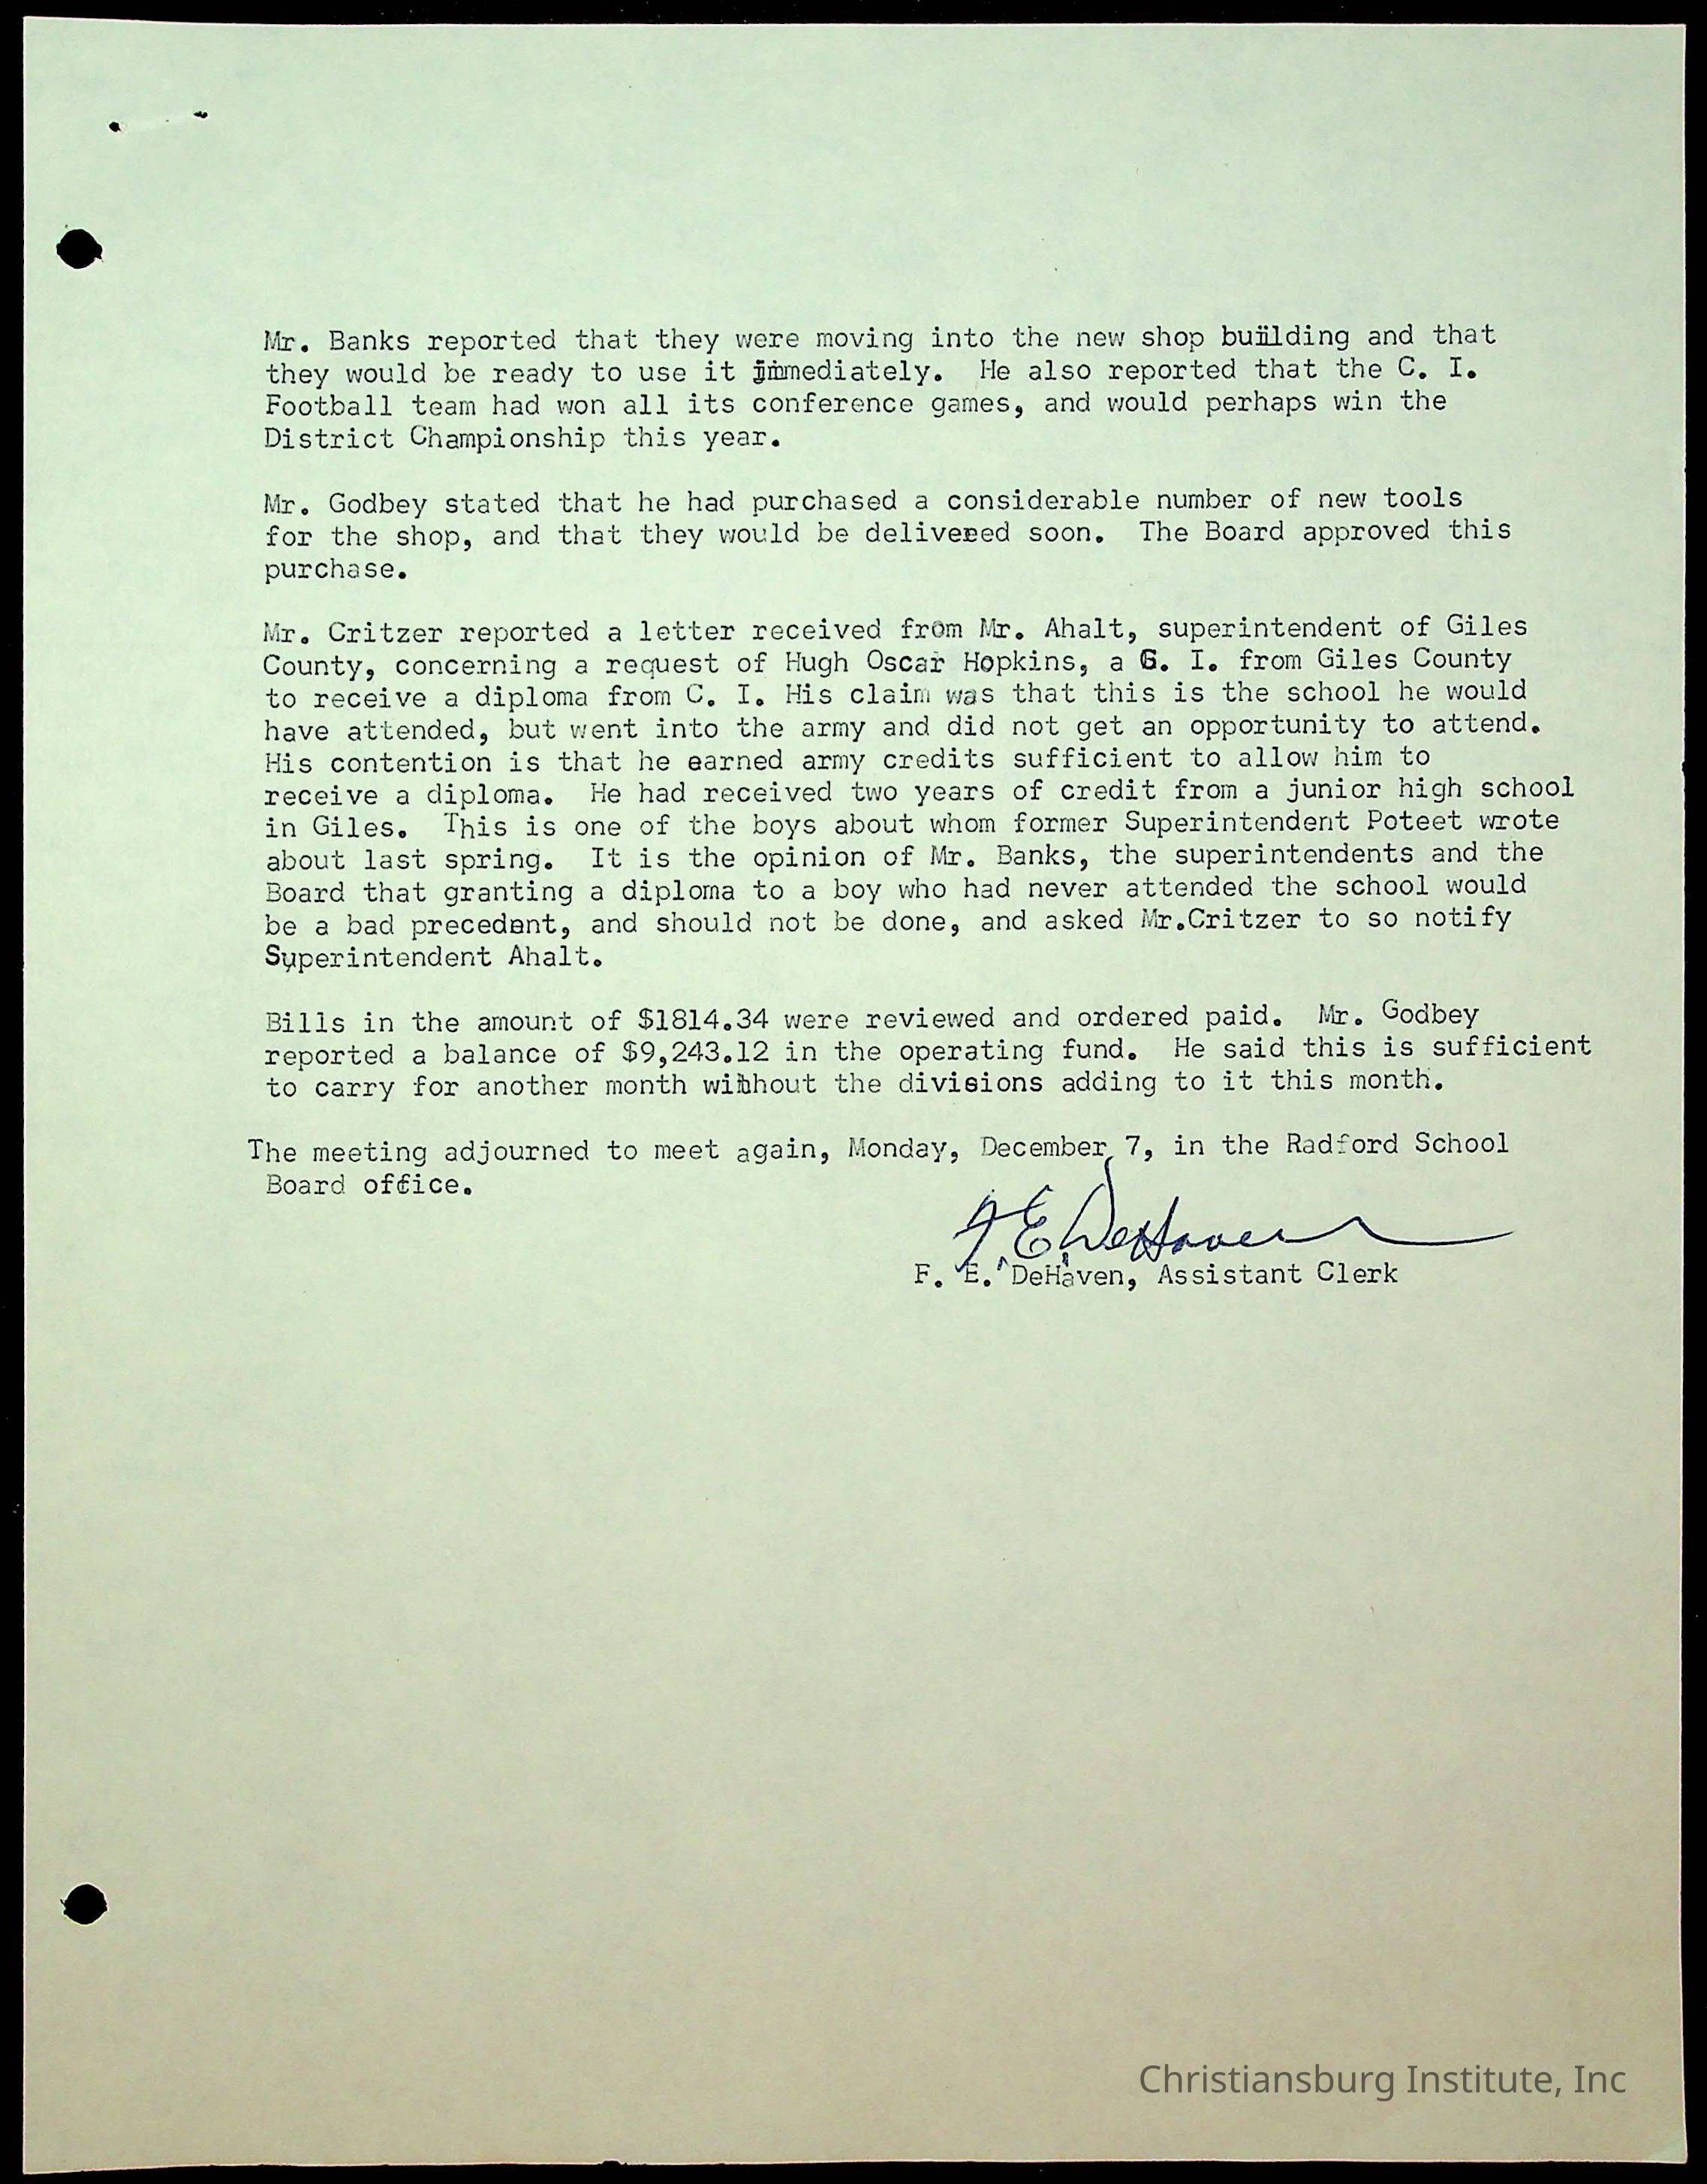 Mr. Banks reported that they were moving into the new shop building and that
they would be ready to use it immediately.  He also reported that the C. I.
Football team had won all its conference games, and would perhaps win the
District Championship this year.
Mr. Godbey stated that he had purchased a considerable number of new tools
for the shop, and that they would be delivered soon.  The Board approved this
purchase.
Mr. Critzer reported a letter received from Mr. Ahalt, superintendent of Giles
County, concerning a request of Hugh Oscar Hopkins, a G. I. from Giles County
to receive a diploma from C. I. His claim was that this is the school he would
have attended, but went into the army and did not get an opportunity to attend.
His contention is that he earned army credits sufficient to allow him to
receive a diploma.  He had received two years of credit from a junior high school
in Giles.  This is one of the boys about whom former Superintendent Poteet wrote
about last spring.  It is the opinion of Mr. Banks, the superintendents and the
Board that granting a diploma to a boy who had never attended the school would
be a bad precedent, and should not be done, and asked Mr.Critzer to so notify
Superintendent Ahalt.
Bills in the amount of $1814.34 were reviewed and ordered paid.  Mr. Godbey
reported a balance of $9,243.12 in the operating fund.  He said this is sufficient
to carry for another month without the divisions adding to it this month.
The meeting adjourned to meet again, Monday, December 7, in the Radford School
Board office.
F. E. DeHaven
F. E. DeHaven, Assistant Clerk
Christiansburg Institute, Inc